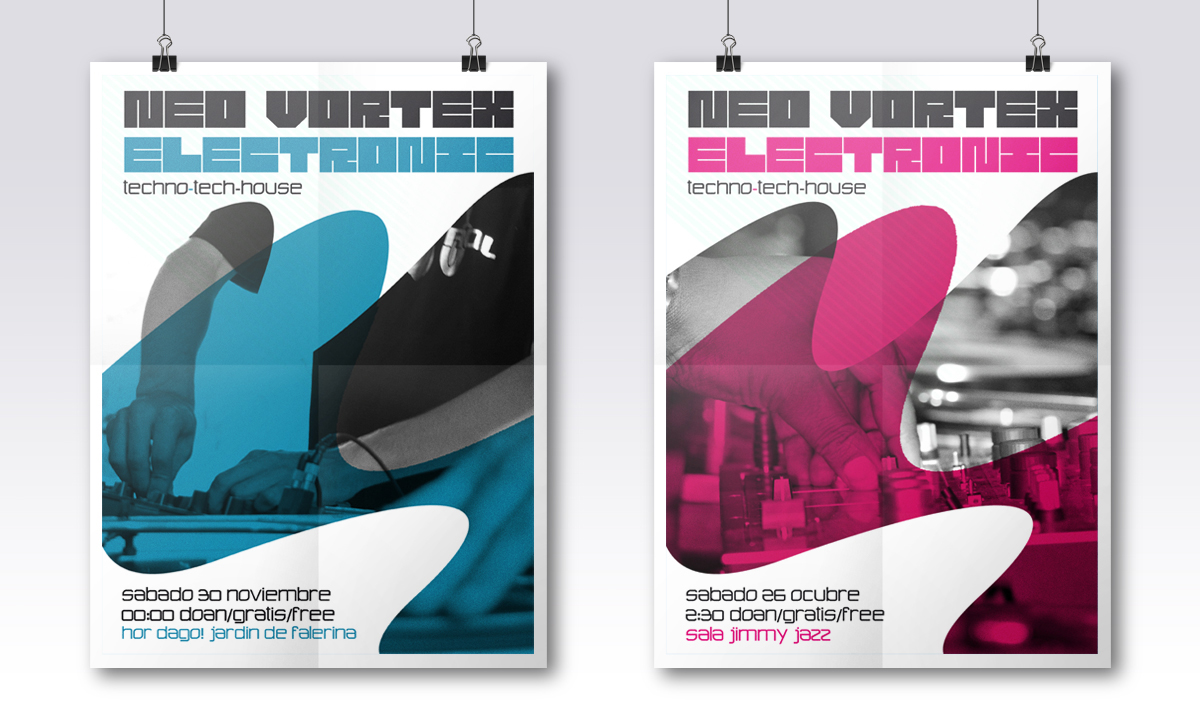 NEO VORTEX
ELECTRONIC
techno-tech-house
sabado 30 noviembre
00:00 doan/gratis/free
hor dago! jardin de falerina
NEO VORTEX
ELECTRONIC
techno-tech-house
sabado 26 ocubre
2:30 doan/gratis/free
sala jimmy jazz